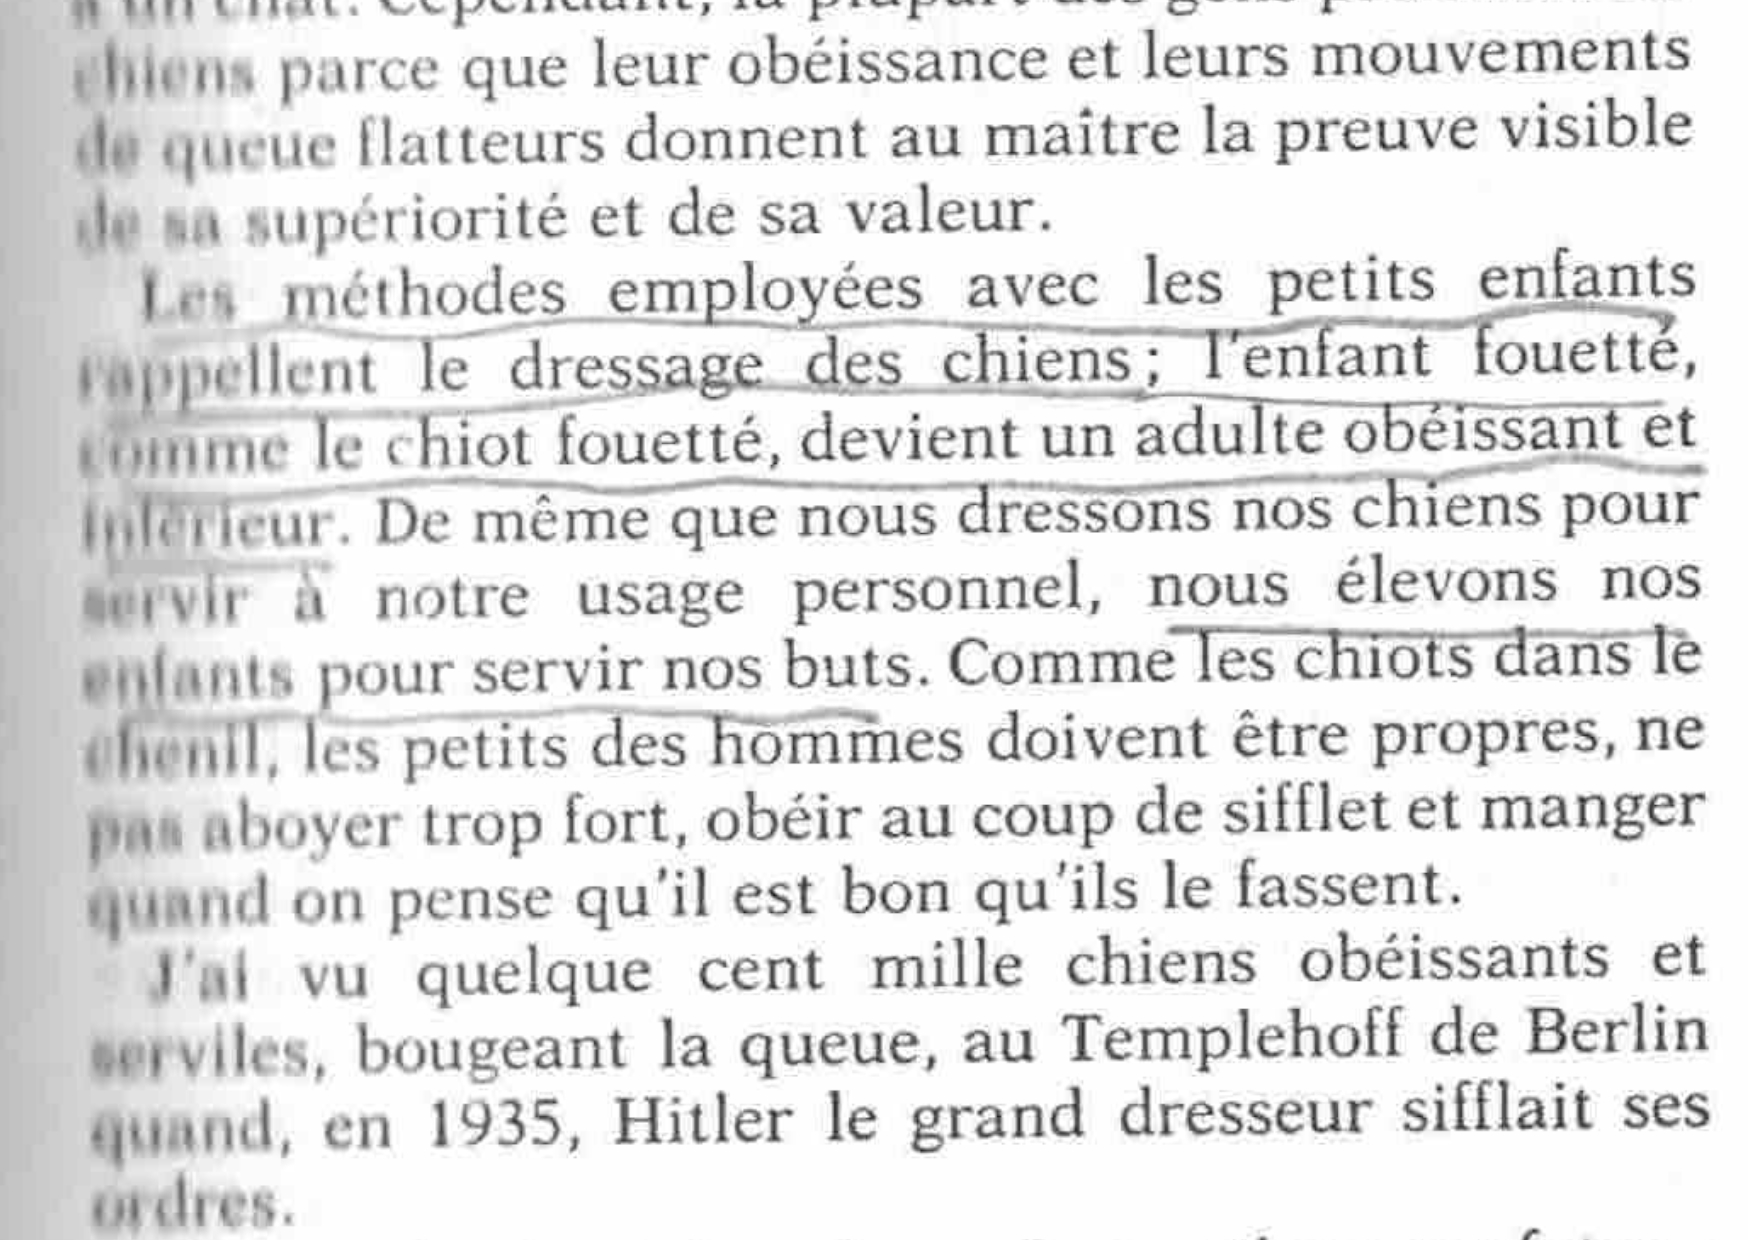 à un chat. Cependant, la plupart des gens
chiens parce que leur obéissance et leurs mouvements
de queue flatteurs donnent au maître la preuve visible
de sa supériorité et de sa valeur.
Les méthodes employées avec les petits enfants
rappellent le dressage des chiens ; l'enfant fouetté,
comme le chiot fouetté, devient un adulte obéissant et
inférieur. De même que nous dressons nos chiens pour
servir à notre usage personnel, nous élevons nos
enfants pour servir nos buts. Comme les chiots dans le
chenil, les petits des hommes doivent être propres, ne
pas aboyer trop fort, obéir au coup de sifflet et manger
quand on pense qu'il est bon qu'ils le fassent.
J'ai vu quelque cent mille chiens obéissants et
serviles, bougeant la queue, au Templehoff de Berlin
quand, en 1935, Hitler le grand dresseur sifflait ses
ordres.